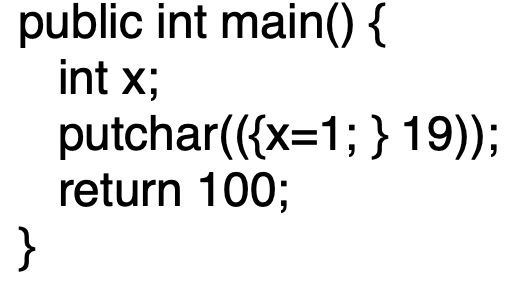 public int main() {
int x;
putchar(({x=1; } 19));
return 100;
}